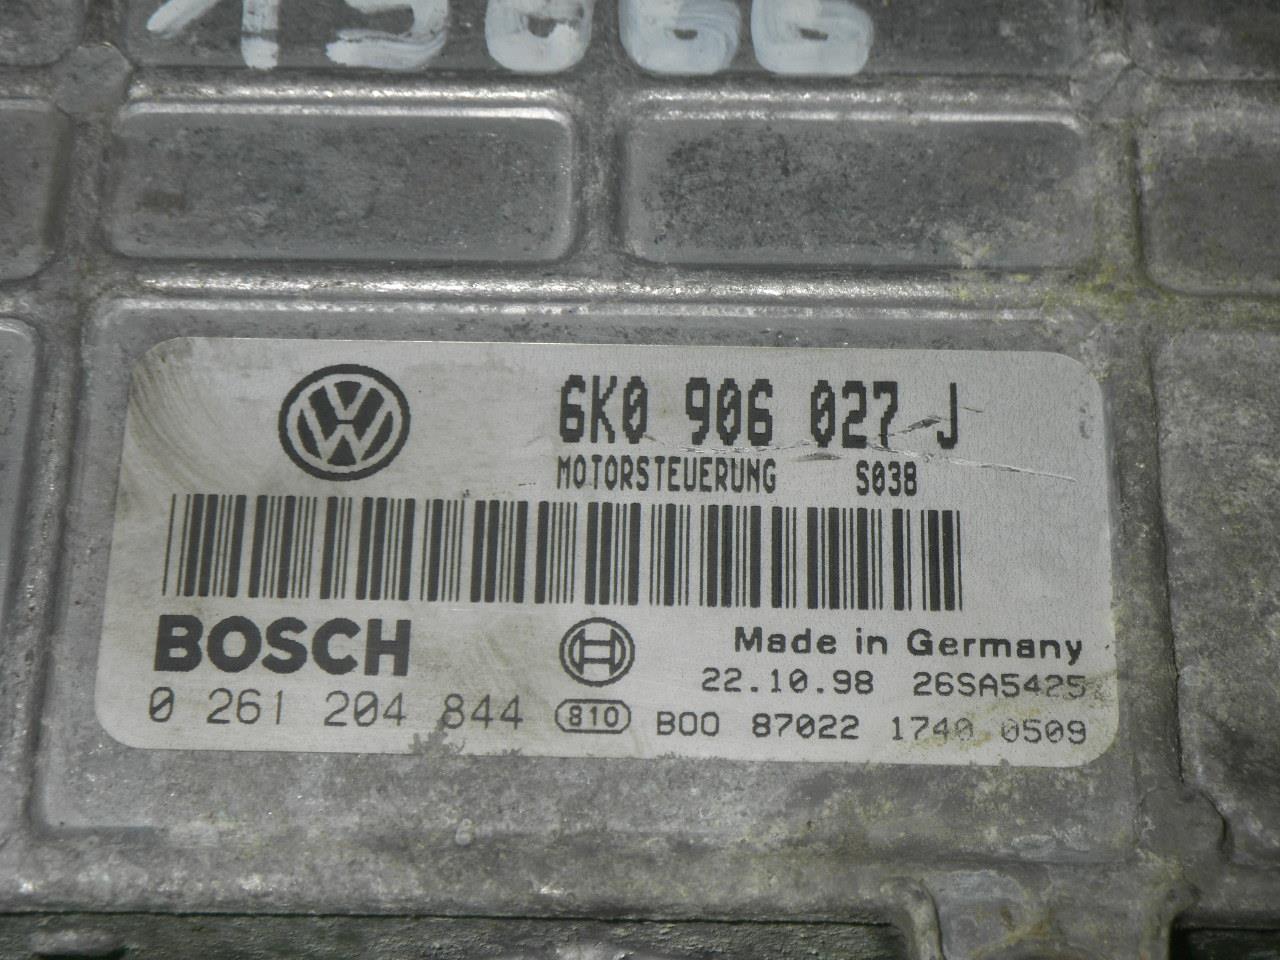 6K0 906 027 J
MOTORSTEUERUNG S038
BOSCH
Made in Germany
22.10.98 26SA5425
0 261 204 844 810 B00 87022 1740 0509